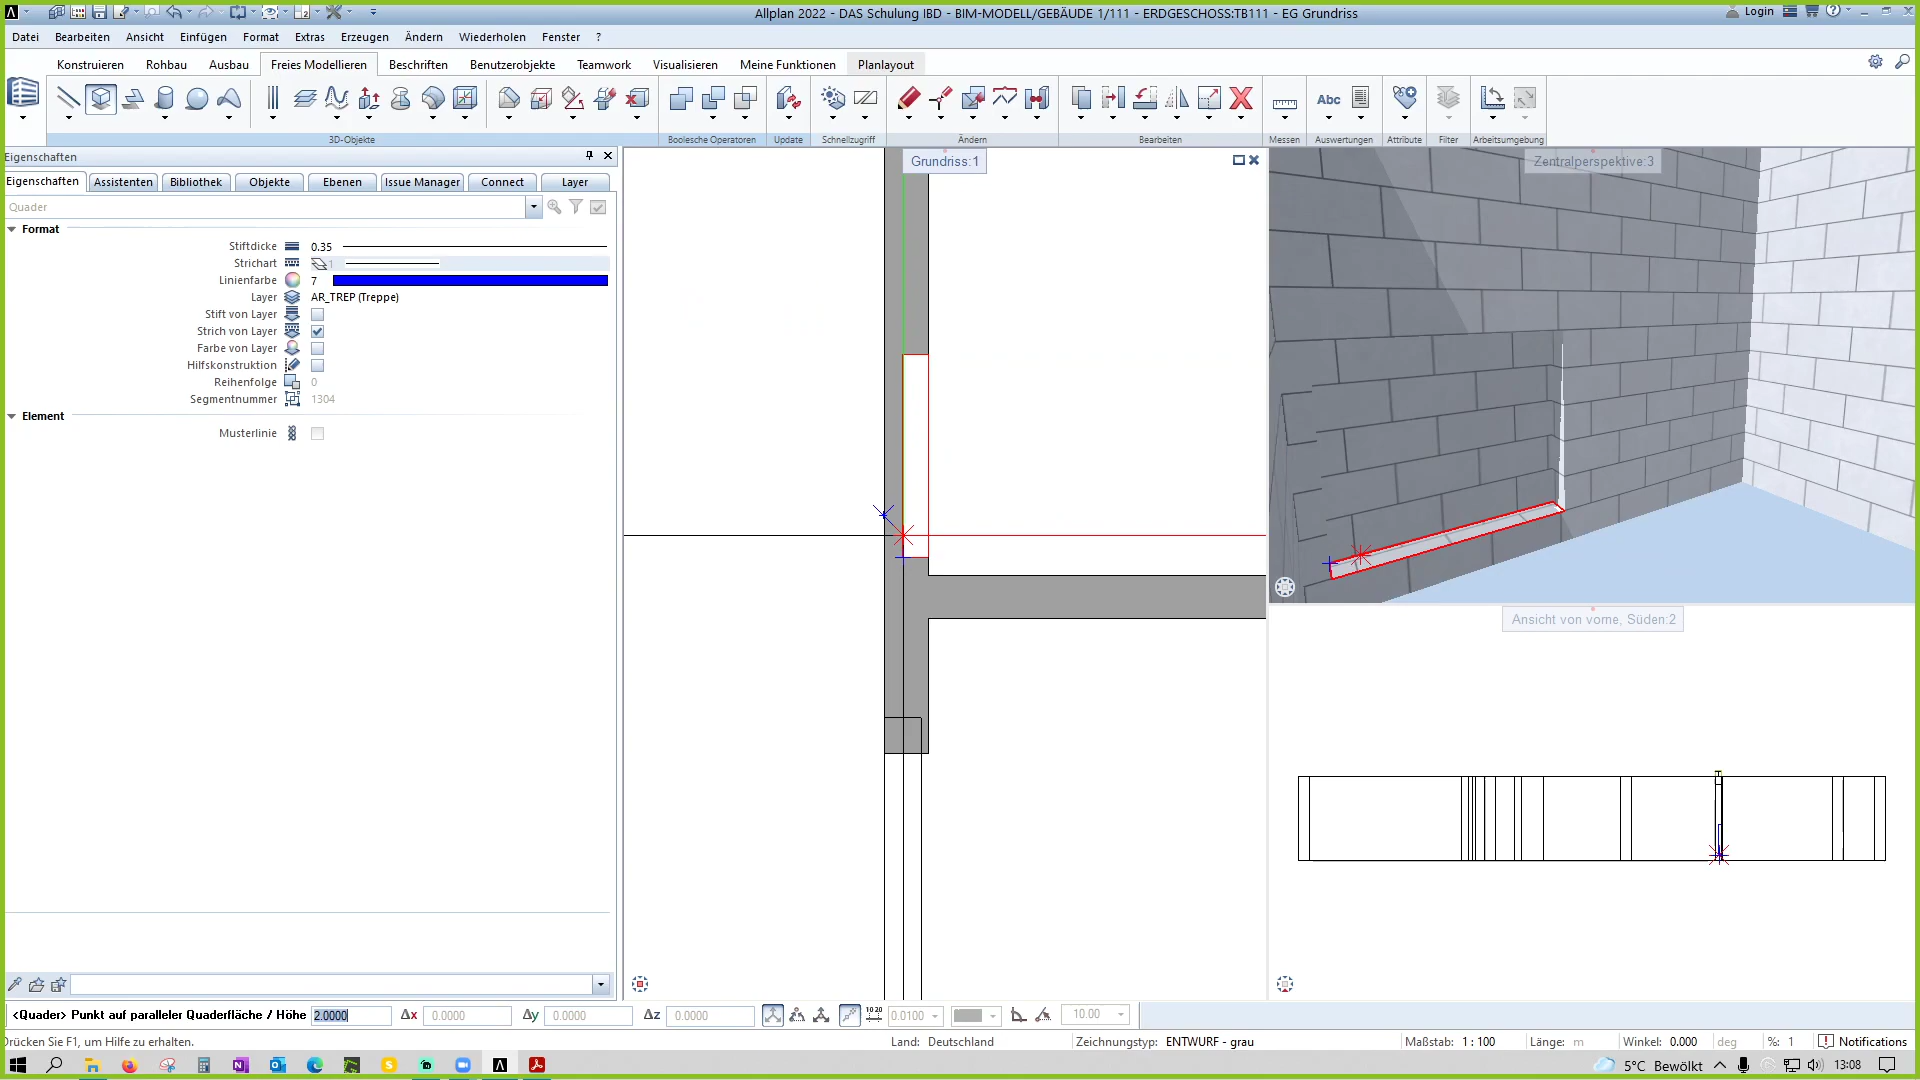 Allplan 2022 - DAS Schulung IBD - BIM-MODELL/GEBÄUDE 1/111 - ERDGESCHOSS:TB111 - EG Grundriss
Login
Datei Bearbeiten Ansicht Einfügen Format Extras Erzeugen Ändern Wiederholen Fenster ?
Konstruieren Rohbau Ausbau Freies Modellieren Beschriften Benutzerobjekte Teamwork Visualisieren Meine Funktionen Planlayout
Abc
3D-Objekte Boolesche Operatoren Update Schnellzugriff Ändern Bearbeiten Messen Auswertungen Attribute Filter Arbeitsumgebung
Eigenschaften
Eigenschaften Assistenten Bibliothek Objekte Ebenen Issue Manager Connect Layer
Quader
Format
Stiftdicke 0.35
Strichart 1
Linienfarbe 7
Layer AR_TREP (Treppe)
Stift von Layer
Strich von Layer
Farbe von Layer
Hilfskonstruktion
Reihenfolge 0
Segmentnummer 1304
Element
Musterlinie
Grundriss:1
Zentralperspektive:3
Ansicht von vorne, Süden:2
<Quader> Punkt auf paralleler Quaderfläche / Höhe 2.0000 Δx 0.0000 Δy 0.0000 Δz 0.0000 0.0100 10.00
Drücken Sie F1, um Hilfe zu erhalten. Land: Deutschland Zeichnungstyp: ENTWURF - grau Maßstab: 1 : 100 Länge: m Winkel: 0.000 deg %: 1 Notifications
5°C Bewölkt 13:08